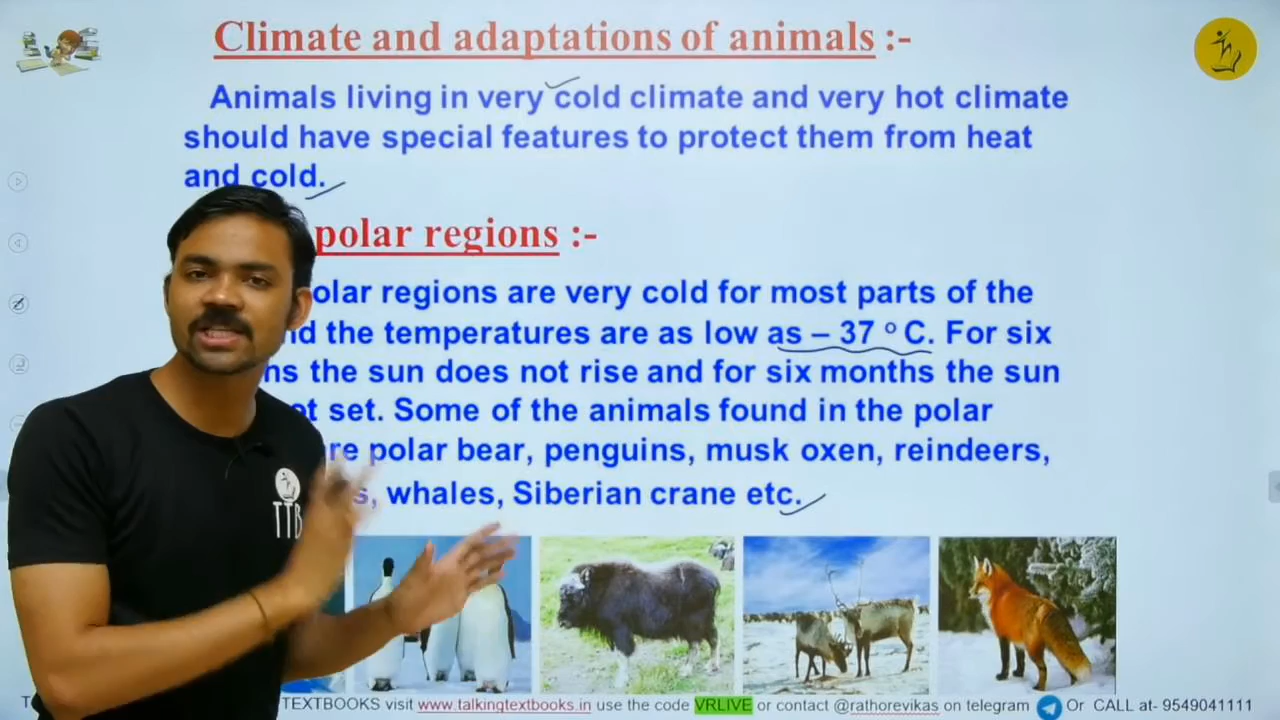 Climate and adaptations of animals :-
Animals living in very cold climate and very hot climate
should have special features to protect them from heat
and cold.
polar regions :-
olar regions are very cold for most parts of the
nd the temperatures are as low as – 37 º C. For six
hs the sun does not rise and for six months the sun
ot set. Some of the animals found in the polar
re polar bear, penguins, musk oxen, reindeers,
s, whales, Siberian crane etc.
TTB
TEXTBOOKS visit www.talkingtextbooks.in use the code VRLIVE or contact @rathorevikas on telegram Or CALL at- 9549041111